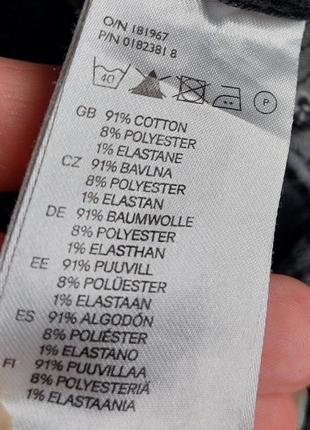 O/N 181967
P/N 0182381 8
40 P
GB 91% COTTON
8% POLYESTER
1% ELASTANE
CZ 91% BAVLNA
8% POLYESTER
1% ELASTAN
DE 91% BAUMWOLLE
8% POLYESTER
1% ELASTHAN
EE 91% PUUVILL
8% POLÜESTER
1% ELASTAAN
ES 91% ALGODÓN
8% POLIÉSTER
1% ELASTANO
FI 91% PUUVILLAA
8% POLYESTERIÄ
1% ELASTAANIA